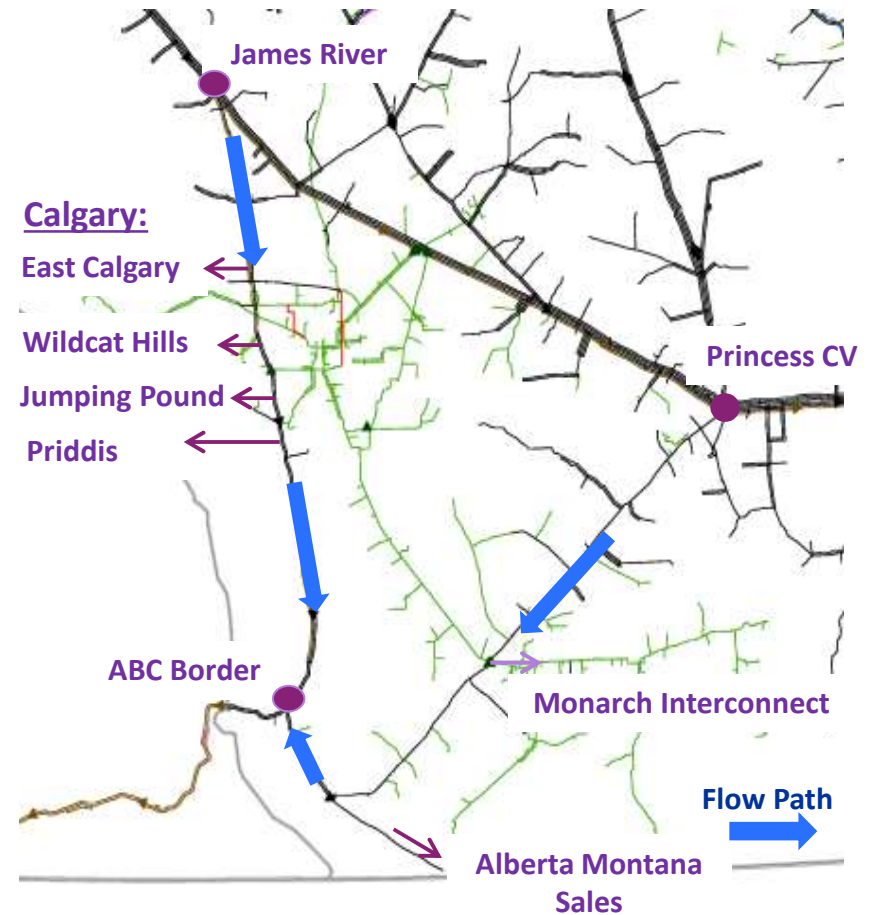 James River
Calgary:
East Calgary
Wildcat Hills
Princess CV
Jumping Pound
Priddis
ABC Border
Monarch Interconnect
Flow Path
Alberta Montana
Sales